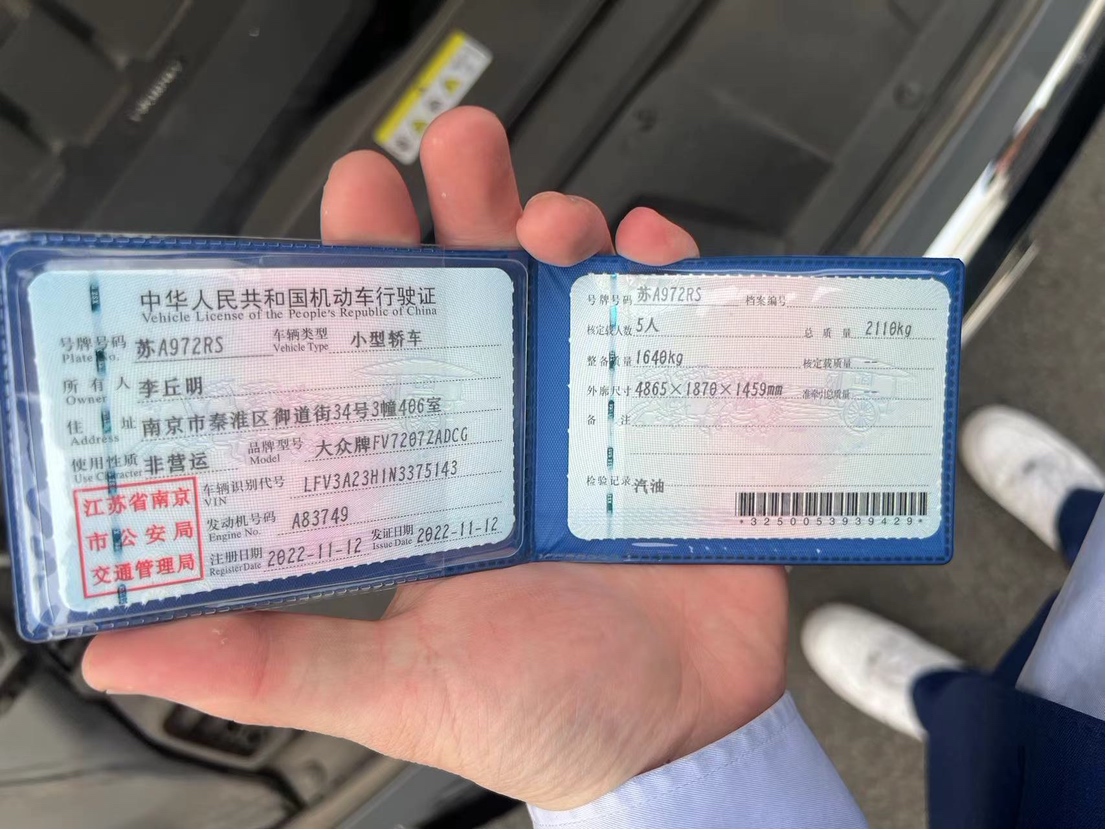 中华人民共和国机动车行驶证
Vehicle License of the People's Republic of China
号牌号码 苏A972RS 车辆类型 小型轿车
Plate No. Vehicle Type
所有人 李丘明
Owner
住址 南京市秦淮区御道街34号3幢406室
Address
使用性质 非营运 品牌型号 大众牌FV7207ZADCG
Use Character Model
江苏省南京
市公安局
交通管理局
车辆识别代号 LFV3A23H1N3375143
VIN
发动机号码 A83749
Engine No.
注册日期 2022-11-12 发证日期 2022-11-12
Register Date Issue Date
号牌号码 苏A972RS 档案编号
核定载人数 5人 总质量 2110kg
整备质量 1640kg 核定载质量 --
外廓尺寸 4865×1870×1459mm 准牵引总质量 --
备注
检验记录 汽油
*3250053939429*